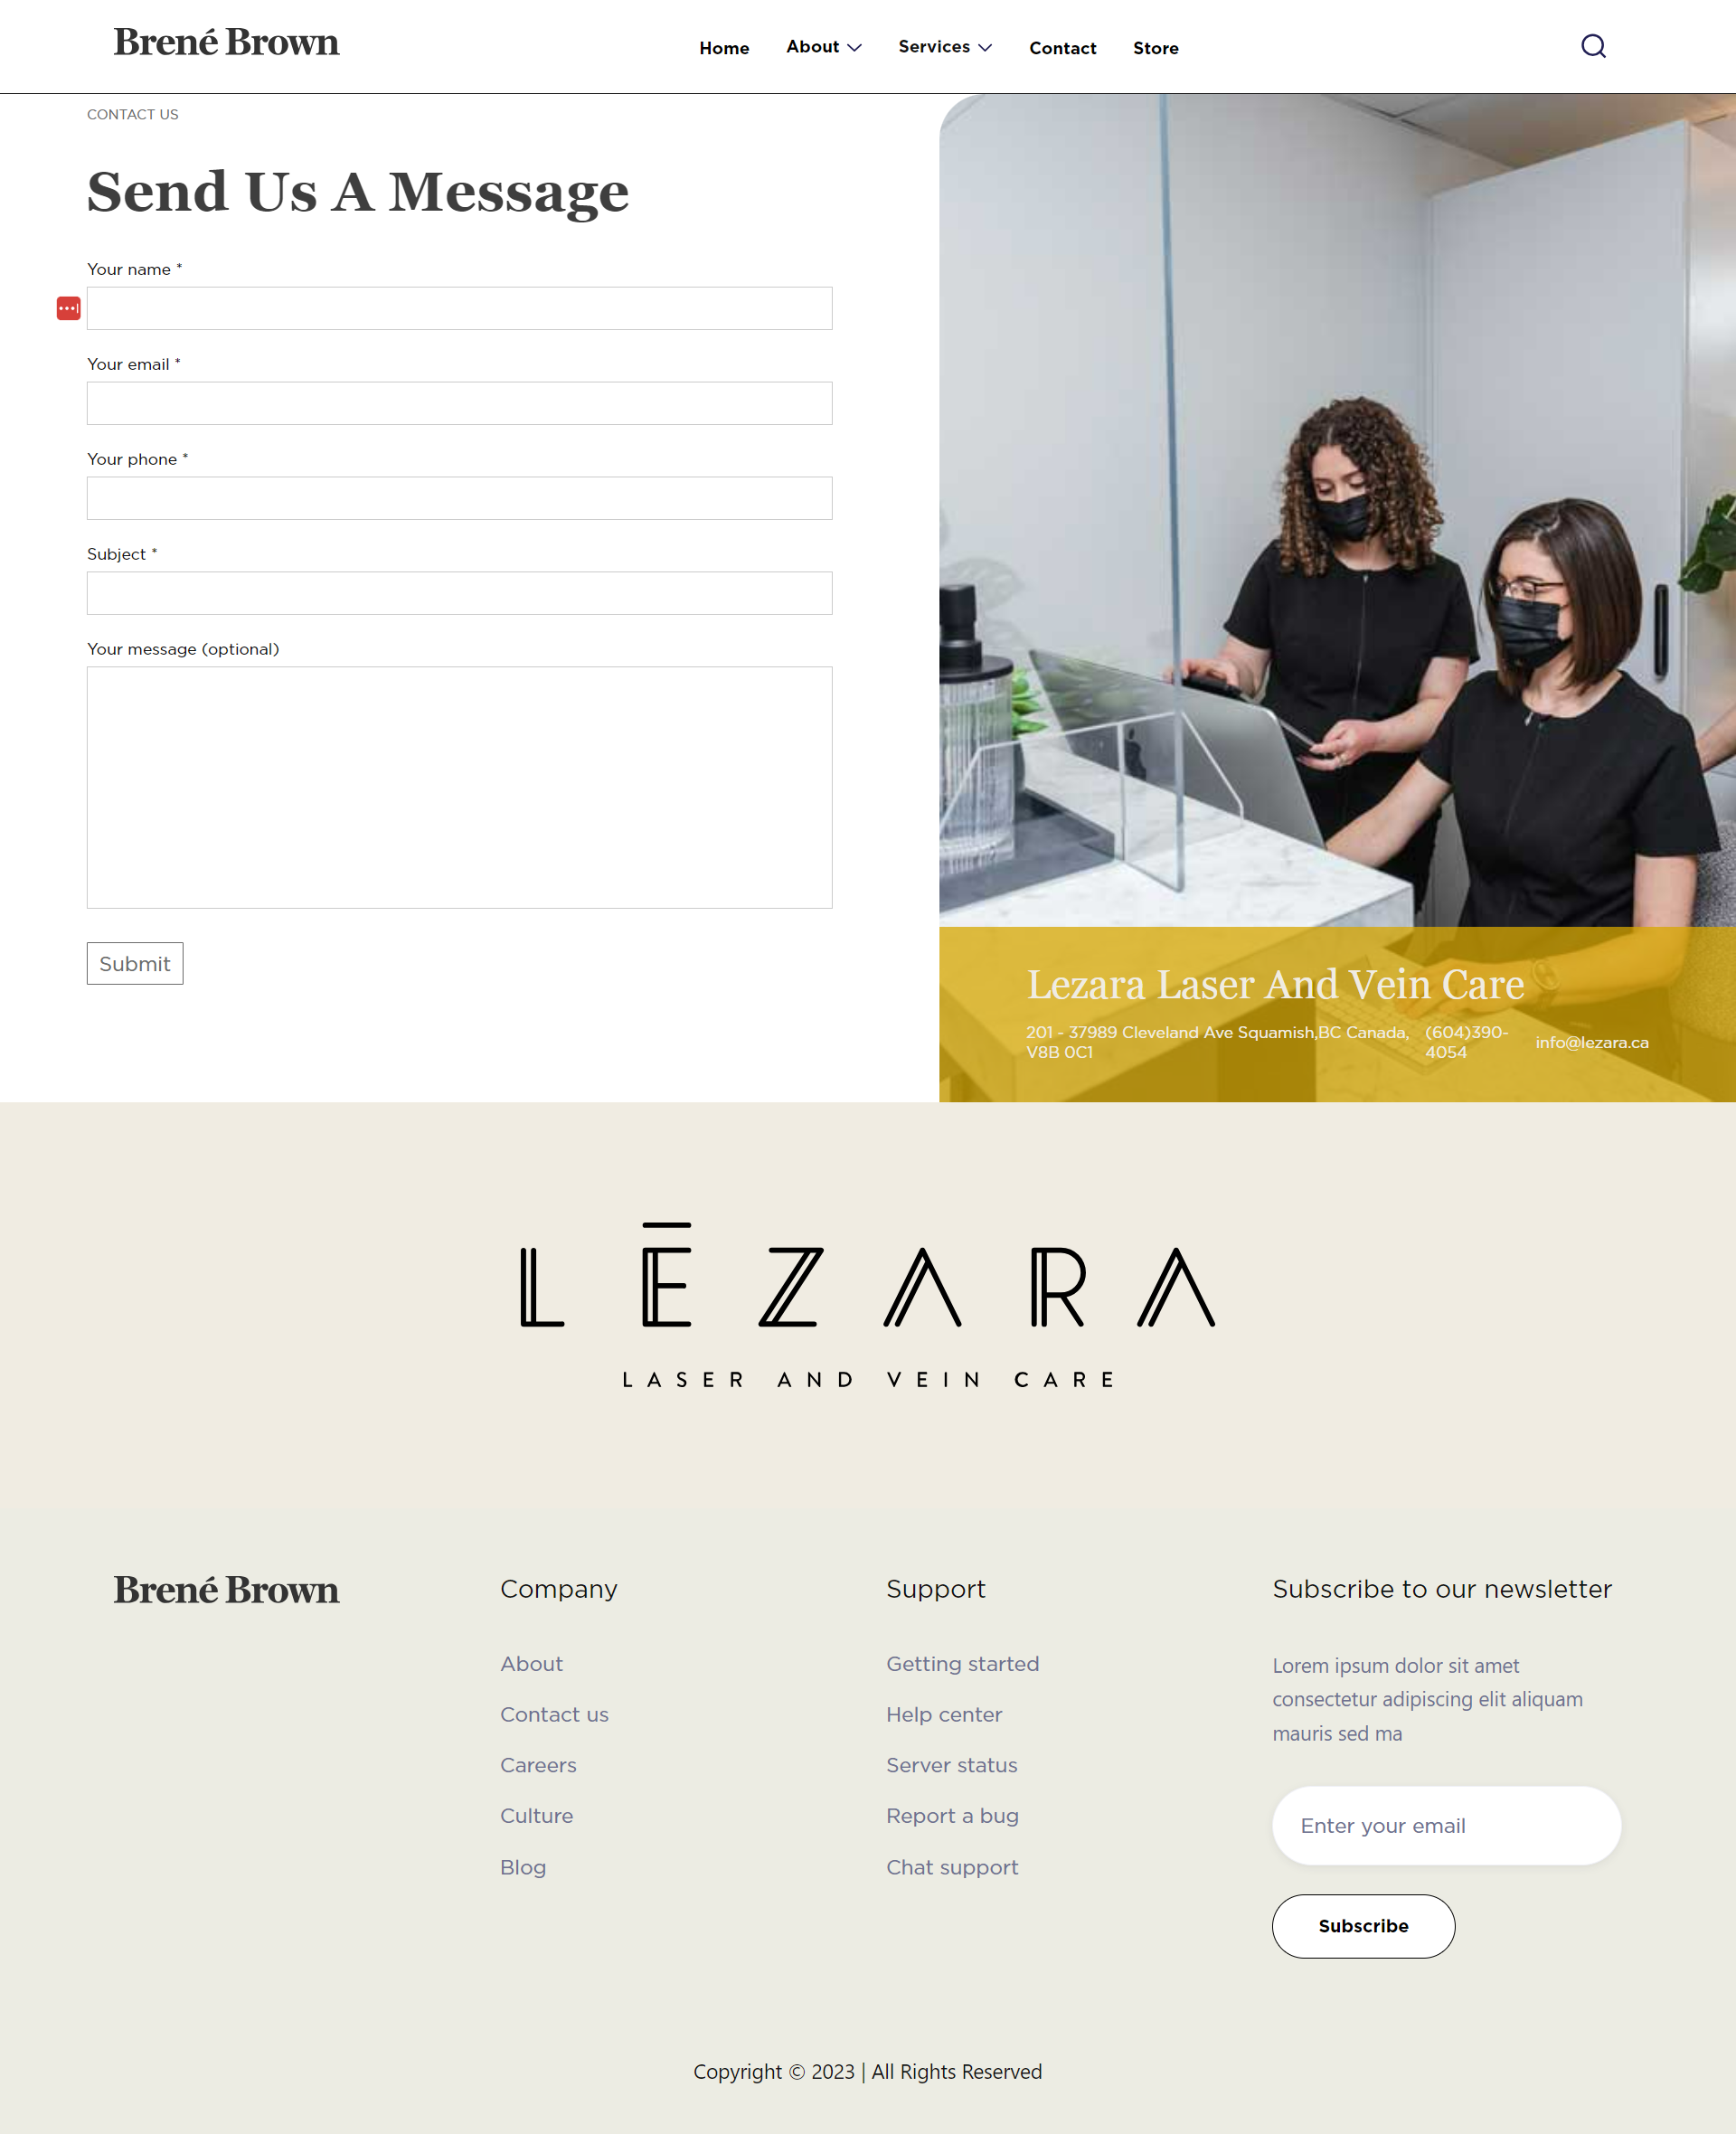 Brené Brown
Home
About
Services
Contact
Store
CONTACT US
Send Us A Message
Your name *
Your email *
Your phone *
Subject *
Your message (optional)
Submit
Lezara Laser And Vein Care
201 - 37989 Cleveland Ave Squamish,BC Canada,
V8B 0C1
(604)390-
4054
info@lezara.ca
LĒZARA
LASER AND VEIN CARE
Brené Brown
Company
About
Contact us
Careers
Culture
Blog
Support
Getting started
Help center
Server status
Report a bug
Chat support
Subscribe to our newsletter
Lorem ipsum dolor sit amet
consectetur adipiscing elit aliquam
mauris sed ma
Enter your email
Subscribe
Copyright © 2023 | All Rights Reserved